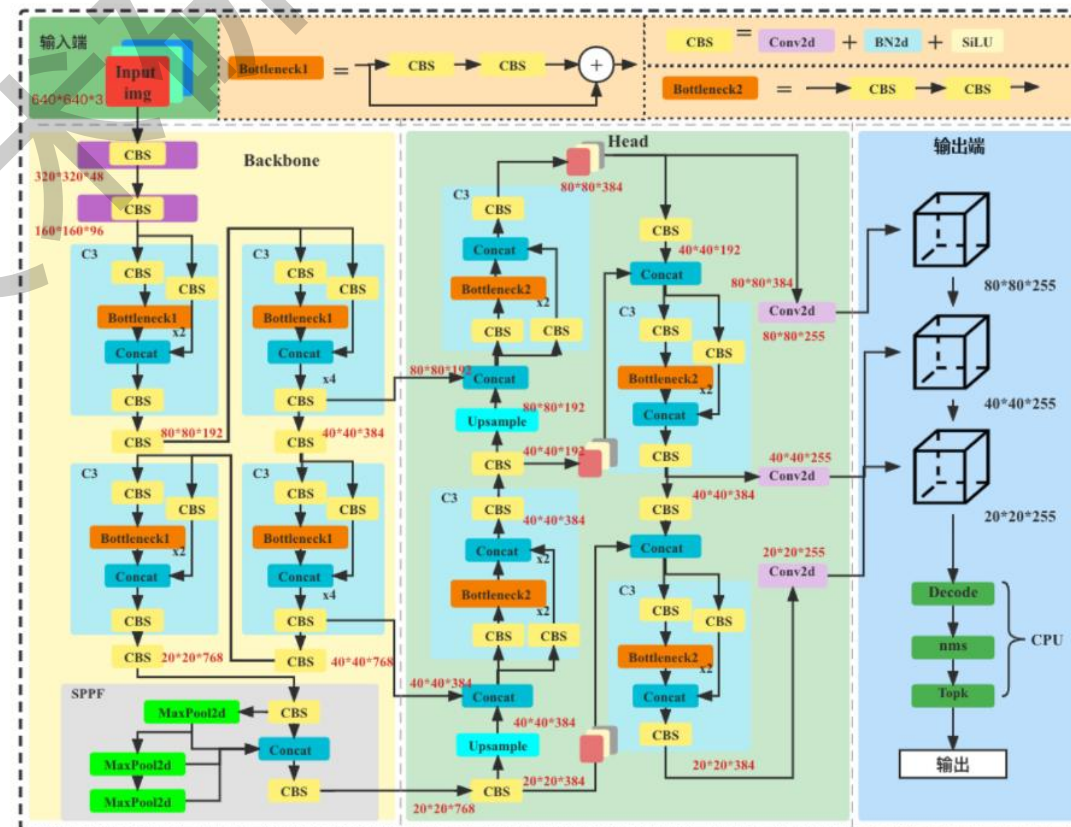 输入端
Input
img
640*640*3
Bottleneck1
=
CBS
CBS
+
CBS
=
Conv2d
+
BN2d
+
SiLU
Bottleneck2
=
CBS
CBS
Backbone
CBS
320*320*48
CBS
160*160*96
C3
CBS
CBS
Bottleneck1
x2
Concat
CBS
CBS
80*80*192
C3
CBS
CBS
Bottleneck1
Concat
x4
CBS
CBS
40*40*384
C3
CBS
CBS
Bottleneck1
x2
Concat
CBS
CBS
20*20*768
C3
CBS
CBS
Bottleneck1
Concat
x4
CBS
CBS
40*40*768
SPPF
MaxPool2d
CBS
Concat
MaxPool2d
MaxPool2d
CBS
20*20*768
Head
80*80*384
C3
CBS
Concat
Bottleneck2
x2
CBS
CBS
80*80*192
Concat
80*80*192
Upsample
CBS
40*40*192
C3
CBS
40*40*384
Concat
x2
Bottleneck2
x2
CBS
CBS
40*40*384
Concat
40*40*384
Upsample
CBS
20*20*384
CBS
40*40*192
Concat
80*80*384
Conv2d
80*80*255
C3
CBS
CBS
Bottleneck2
x2
Concat
CBS
40*40*255
Conv2d
40*40*384
CBS
Concat
20*20*255
Conv2d
C3
CBS
CBS
Bottleneck2
x2
Concat
CBS
20*20*384
输出端
80*80*255
40*40*255
20*20*255
Decode
nms
CPU
Topk
输出